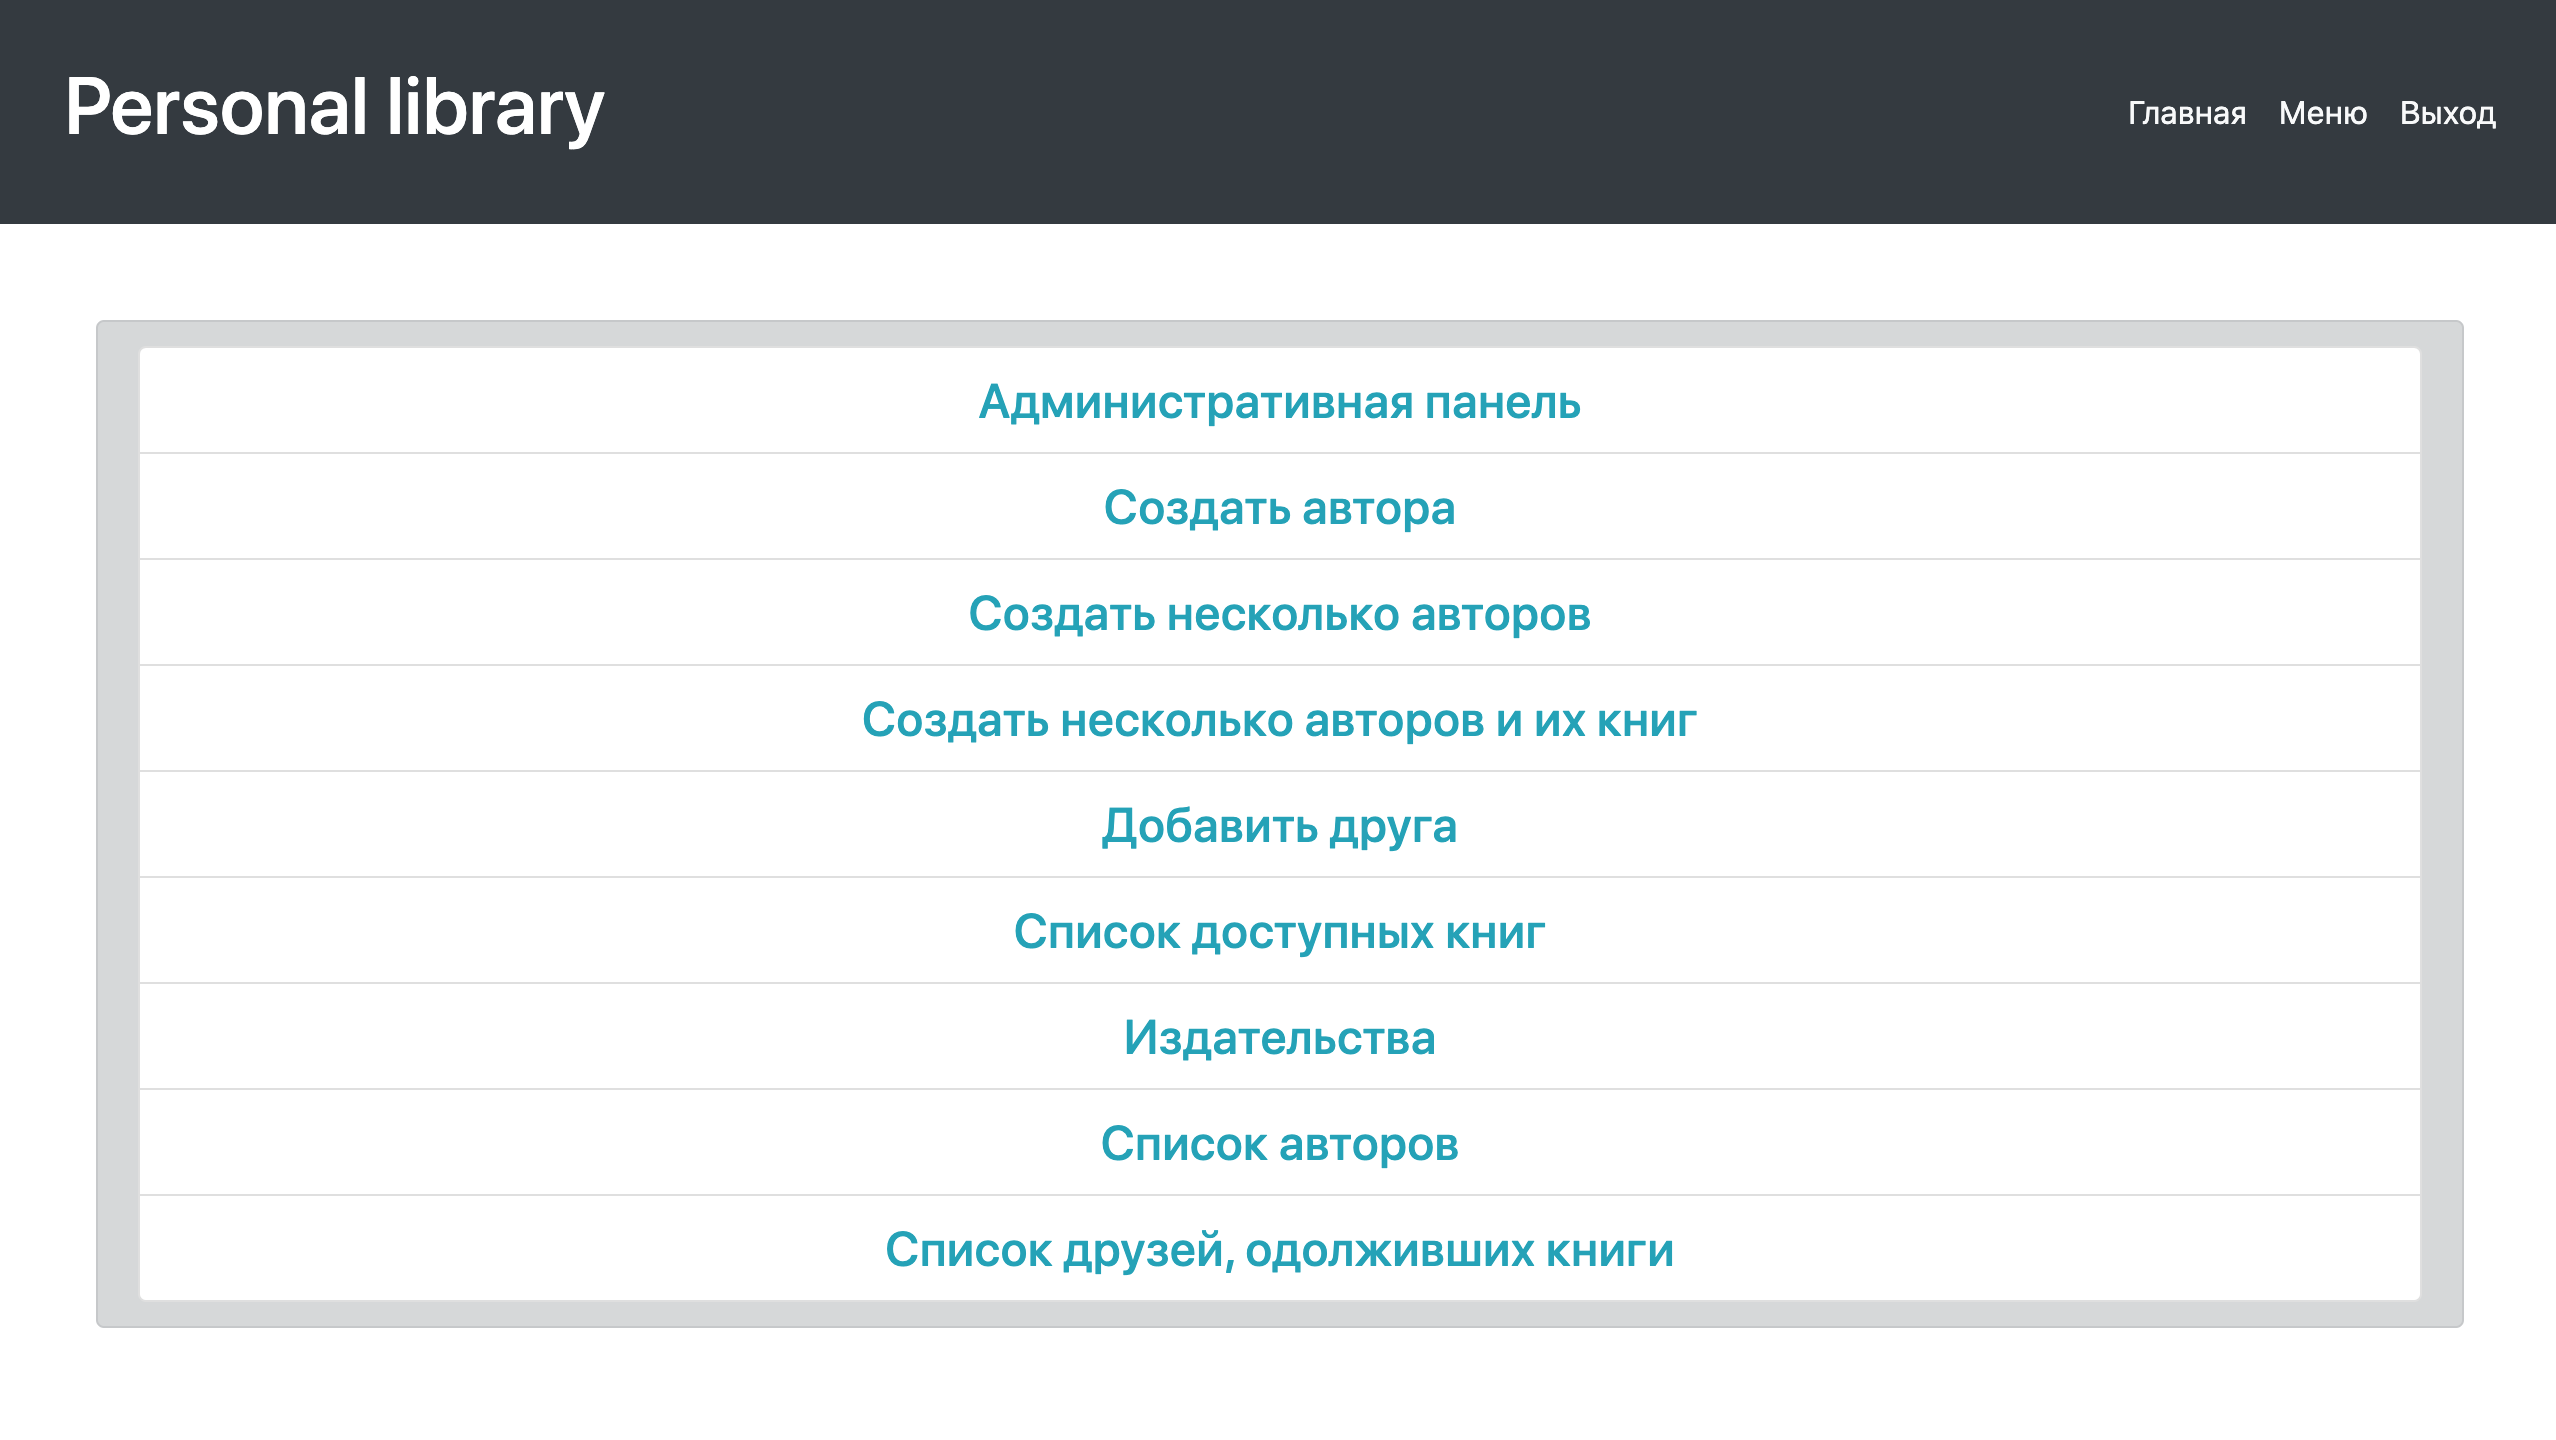 Personal library
Главная Меню Выход
Административная панель
Создать автора
Создать несколько авторов
Создать несколько авторов и их книг
Добавить друга
Список доступных книг
Издательства
Список авторов
Список друзей, одолживших книги